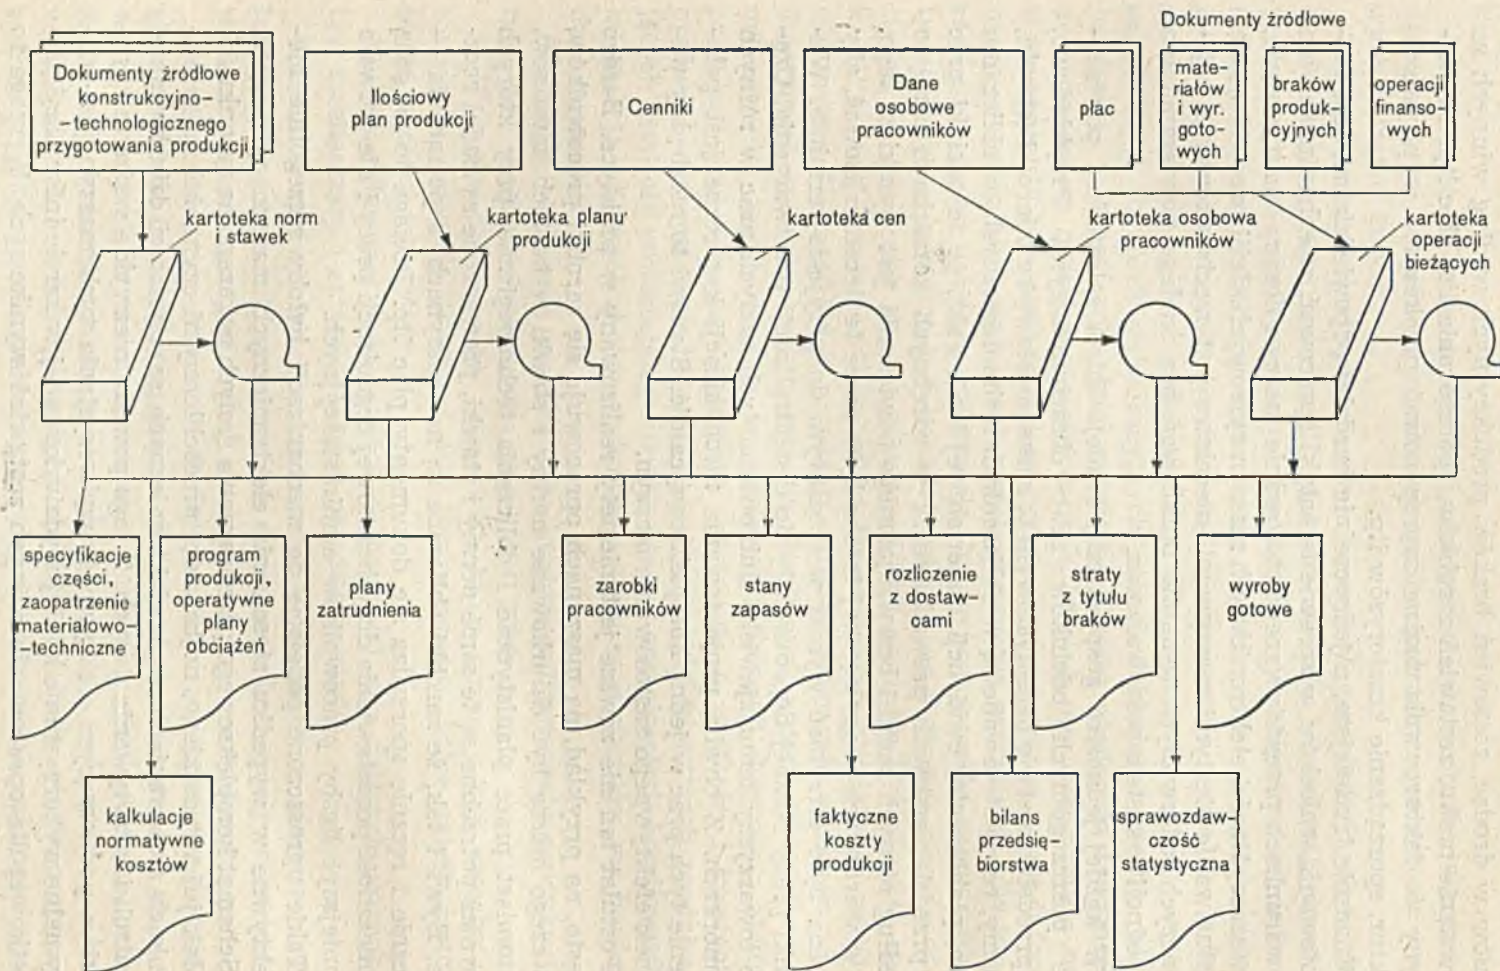 Dokumenty źródłowe
konstrukcyjno-
-technologicznego
przygotowania produkcji
Ilościowy
plan produkcji
Cenniki
Dane
osobowe
pracowników
Dokumenty źródłowe
płac
mate-
riałów
i wyr.
goto-
wych
braków
produk-
cyjnych
operacji
finanso-
wych
kartoteka norm
i stawek
kartoteka planu
produkcji
kartoteka cen
kartoteka osobowa
pracowników
kartoteka
operacji
bieżących
specyfikacje
części,
zaopatrzenie
materiałowo-
-techniczne
program
produkcji,
operatywne
plany
obciążeń
plany
zatrudnienia
zarobki
pracowników
stany
zapasów
rozliczenie
z dostaw-
cami
straty
z tytułu
braków
wyroby
gotowe
kalkulacje
normatywne
kosztów
faktyczne
koszty
produkcji
bilans
przedsię-
biorstwa
sprawozdaw-
czość
statystyczna